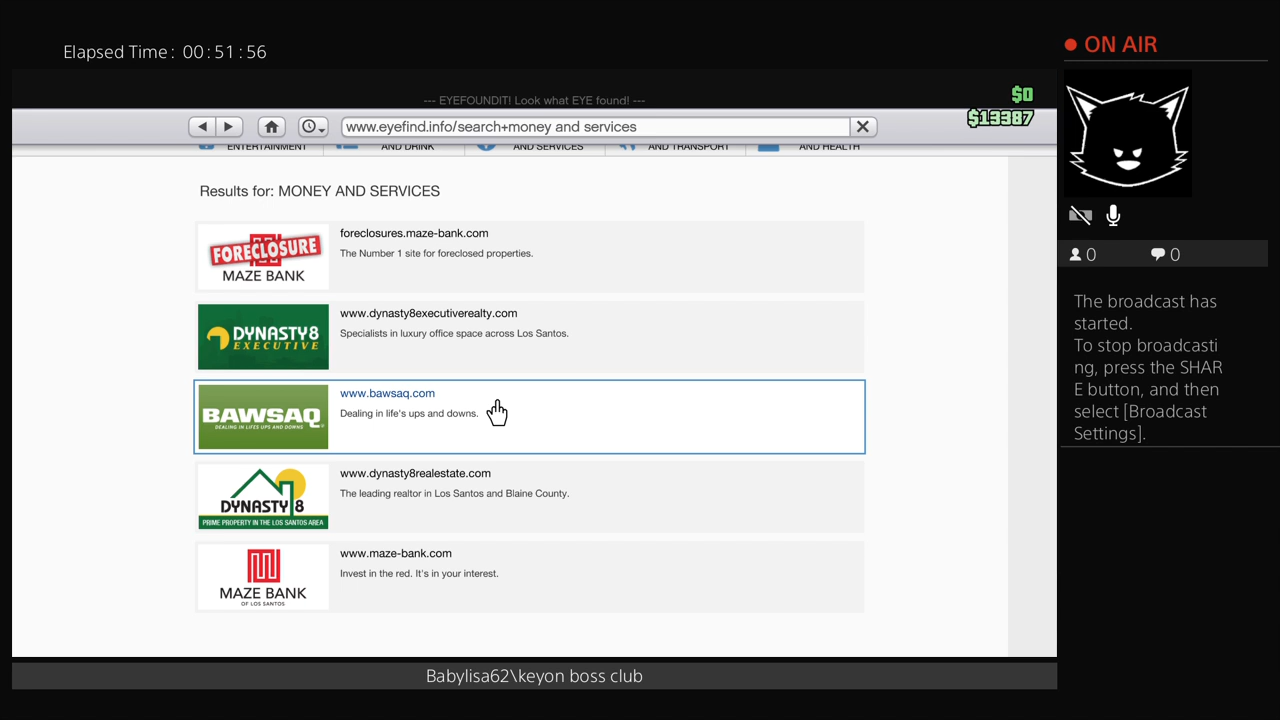 Elapsed Time: 00:51:56
ON AIR
--- EYEFOUNDIT! Look what EYE found! ---
$0
$13387
www.eyefind.info/search+money and services
ENTERTAINMENT
AND DRINK
AND SERVICES
AND TRANSPORT
AND HEALTH
Results for: MONEY AND SERVICES
FORECLOSURE
MAZE BANK
foreclosures.maze-bank.com
The Number 1 site for foreclosed properties.
DYNASTY8
EXECUTIVE
www.dynasty8executiverealty.com
Specialists in luxury office space across Los Santos.
BAWSAQ
DEALING IN LIFES UPS AND DOWNS
www.bawsaq.com
Dealing in life's ups and downs.
DYNASTY 8
PRIME PROPERTY IN THE LOS SANTOS AREA
www.dynasty8realestate.com
The leading realtor in Los Santos and Blaine County.
MAZE BANK
OF LOS SANTOS
www.maze-bank.com
Invest in the red. It's in your interest.
0
0
The broadcast has
started.
To stop broadcasti
ng, press the SHAR
E button, and then
select [Broadcast
Settings].
Babylisa62\keyon boss club